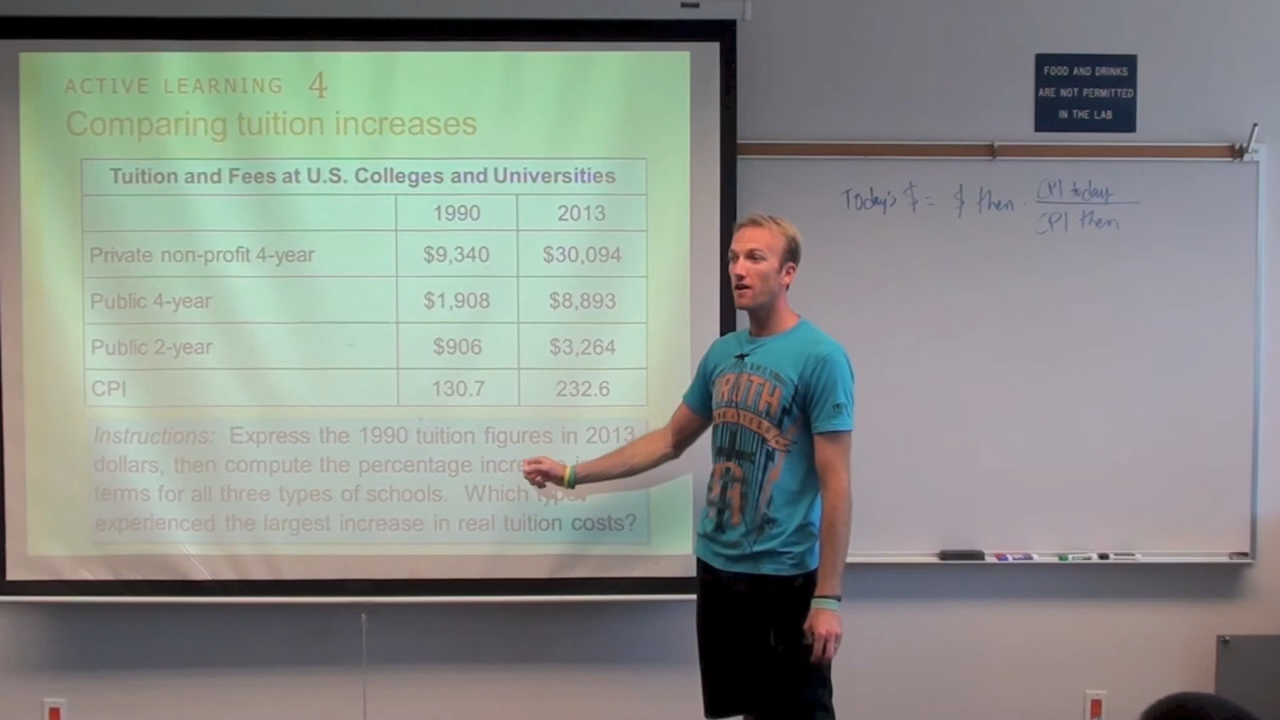 ACTIVE LEARNING 4
Comparing tuition increases
Tuition and Fees at U.S. Colleges and Universities
1990 2013
Private non-profit 4-year $9,340 $30,094
Public 4-year $1,908 $8,893
Public 2-year $906 $3,264
CPI 130.7 232.6
Instructions: Express the 1990 tuition figures in 2013
dollars, then compute the percentage
terms for all three types of schools. Which
experienced the largest increase in real tuition costs?
FOOD AND DRINKS
ARE NOT PERMITTED
IN THE LAB
Today's $ = $ then · CPI today
CPI then